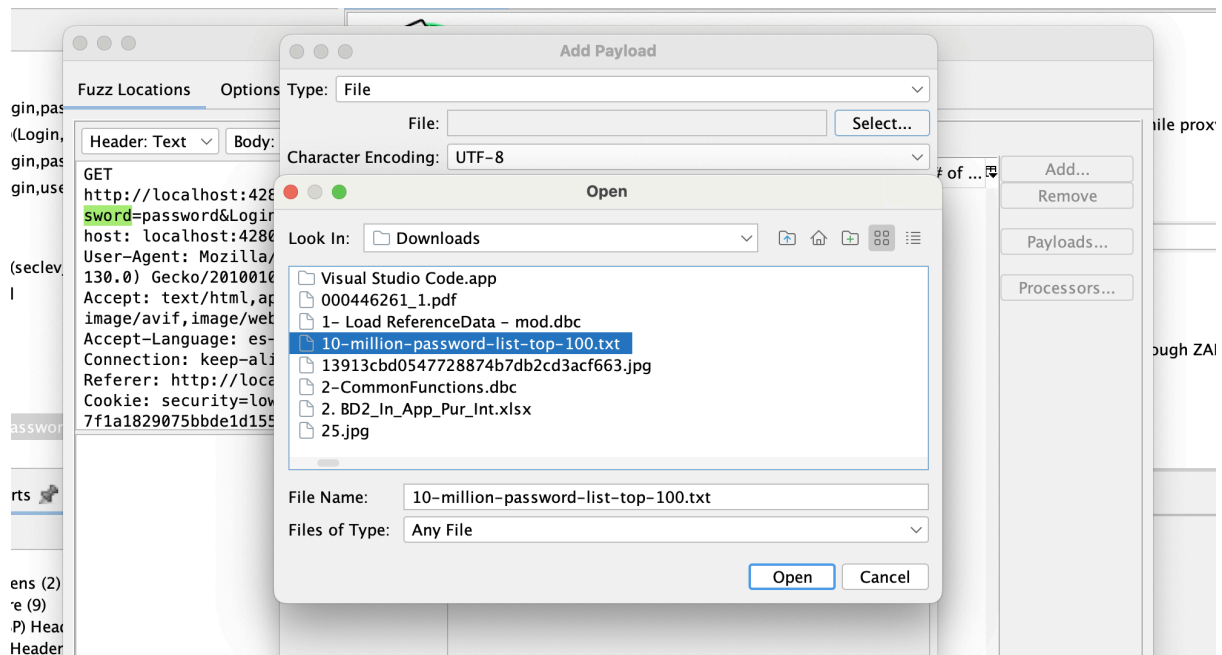 Add Payload
Fuzz Locations
Options
Type: File
File:
Select...
Character Encoding: UTF-8
Header: Text
Body:
# of ...
Add...
Remove
Payloads...
Processors...
GET
http://localhost:428
sword=password&Login
host: localhost:4280
User-Agent: Mozilla/
130.0) Gecko/2010010
Accept: text/html,ap
image/avif,image/web
Accept-Language: es-
Connection: keep-ali
Referer: http://loca
Cookie: security=low
7f1a1829075bbde1d155
Open
Look In: Downloads
Visual Studio Code.app
000446261_1.pdf
1- Load ReferenceData - mod.dbc
10-million-password-list-top-100.txt
13913cbd0547728874b7db2cd3acf663.jpg
2-CommonFunctions.dbc
2. BD2_In_App_Pur_Int.xlsx
25.jpg
File Name: 10-million-password-list-top-100.txt
Files of Type: Any File
Open
Cancel
gin,pas
(Login,
gin,pas
gin,use
(seclev
asswor
rts
ens (2)
re (9)
SP) Head
Header
hile prox
ough ZA